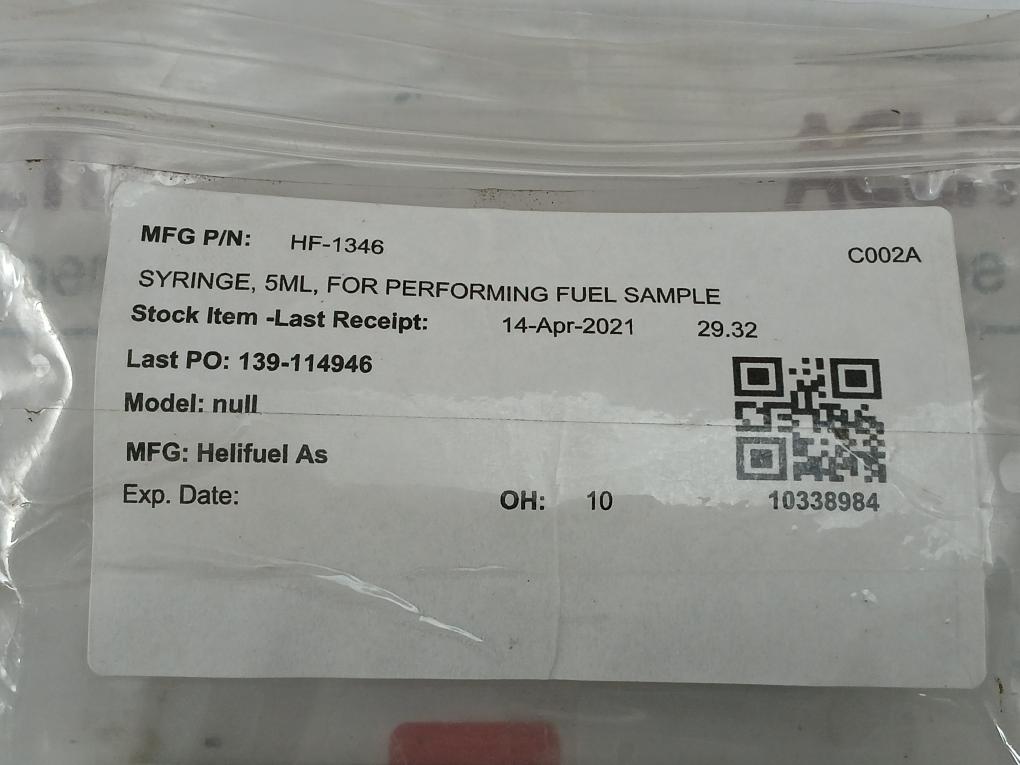 MFG P/N: HF-1346
C002A
SYRINGE, 5ML, FOR PERFORMING FUEL SAMPLE
Stock Item -Last Receipt: 14-Apr-2021 29.32
Last PO: 139-114946
Model: null
MFG: Helifuel As
Exp. Date: OH: 10
10338984